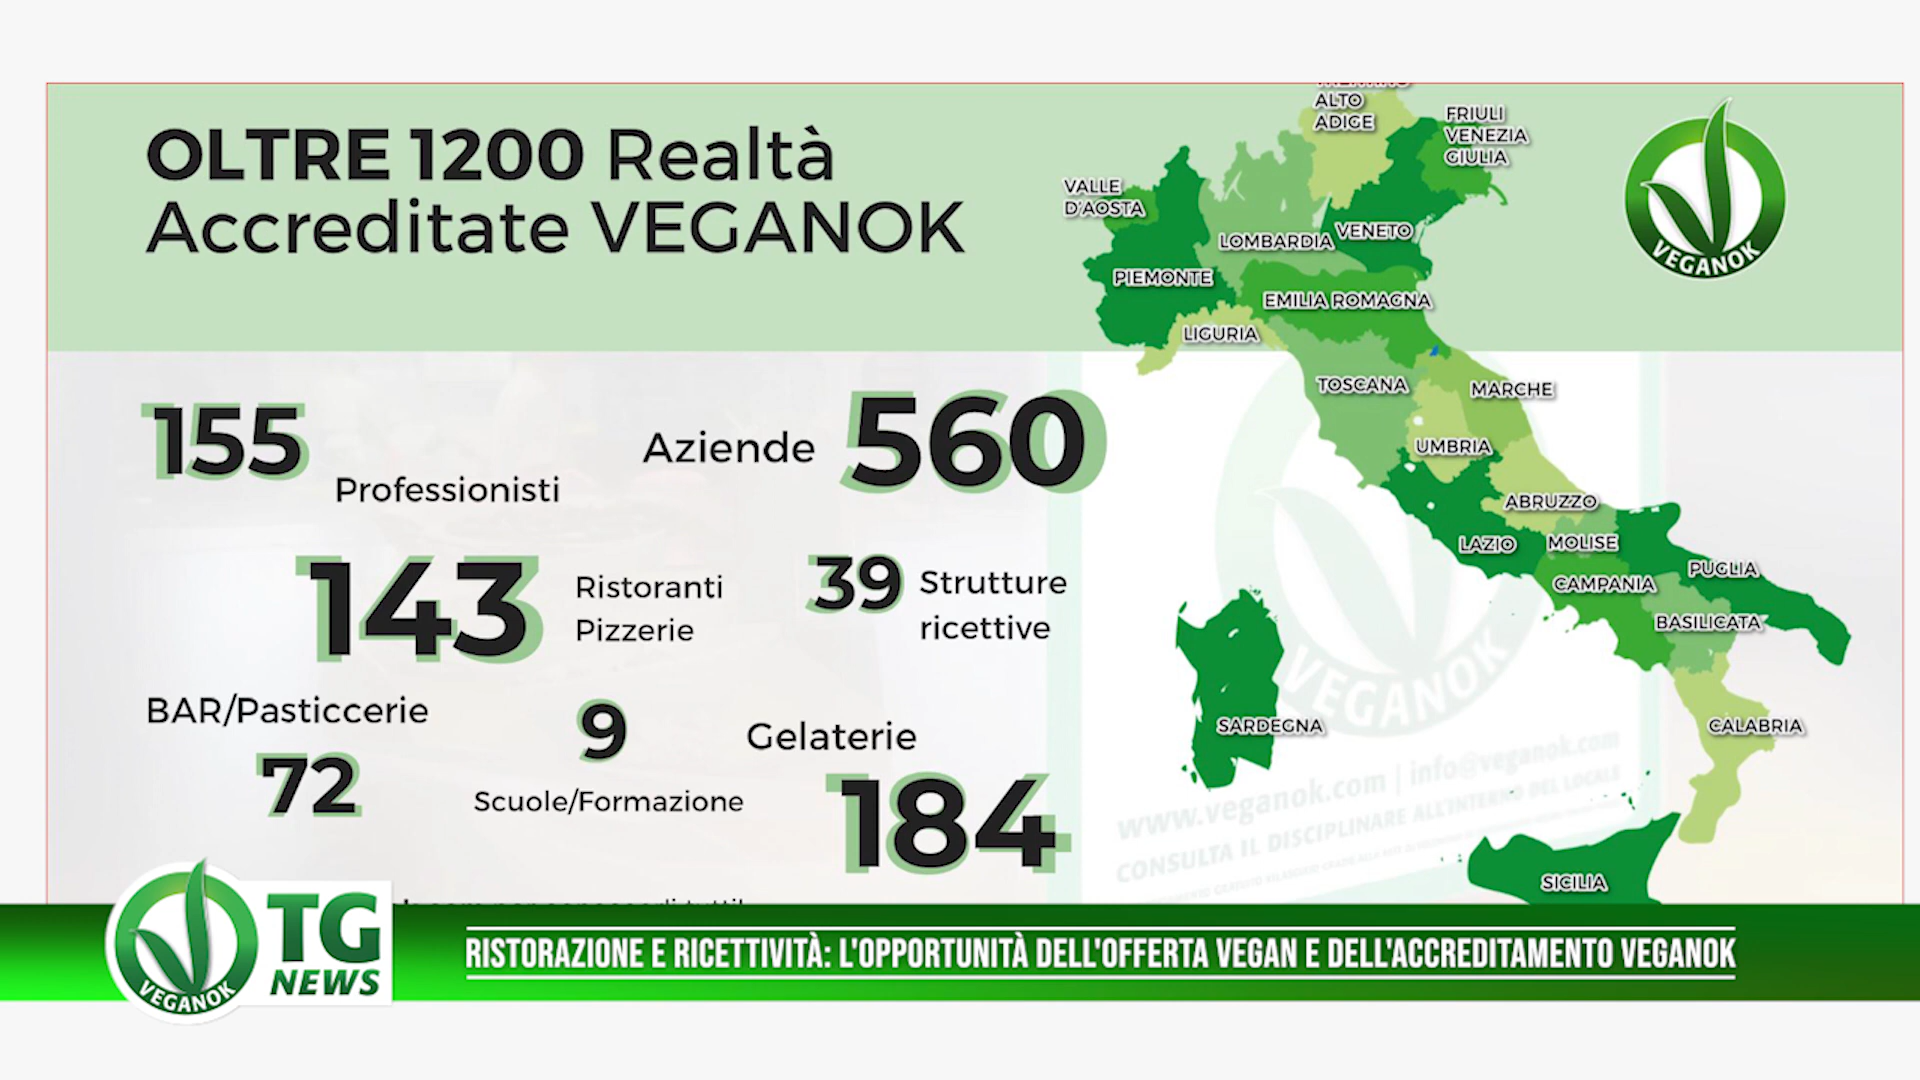 OLTRE 1200 Realtà
Accreditate VEGANOK
155
Professionisti
Aziende 560
143
Ristoranti
Pizzerie
39
Strutture
ricettive
BAR/Pasticcerie
72
9
Scuole/Formazione
Gelaterie
184
ALTO
ADIGE
FRIULI
VENEZIA
GIULIA
VALLE
D'AOSTA
LOMBARDIA
VENETO
PIEMONTE
EMILIA ROMAGNA
LIGURIA
TOSCANA
MARCHE
UMBRIA
ABRUZZO
LAZIO
MOLISE
PUGLIA
CAMPANIA
BASILICATA
SARDEGNA
CALABRIA
SICILIA
VEGANOK
VEGANOK
www.veganok.com | info@veganok.com
CONSULTA IL DISCIPLINARE ALL'INTERNO DEL LOCALE
VEGANOK
TG
NEWS
RISTORAZIONE E RICETTIVITÀ: L'OPPORTUNITÀ DELL'OFFERTA VEGAN E DELL'ACCREDITAMENTO VEGANOK